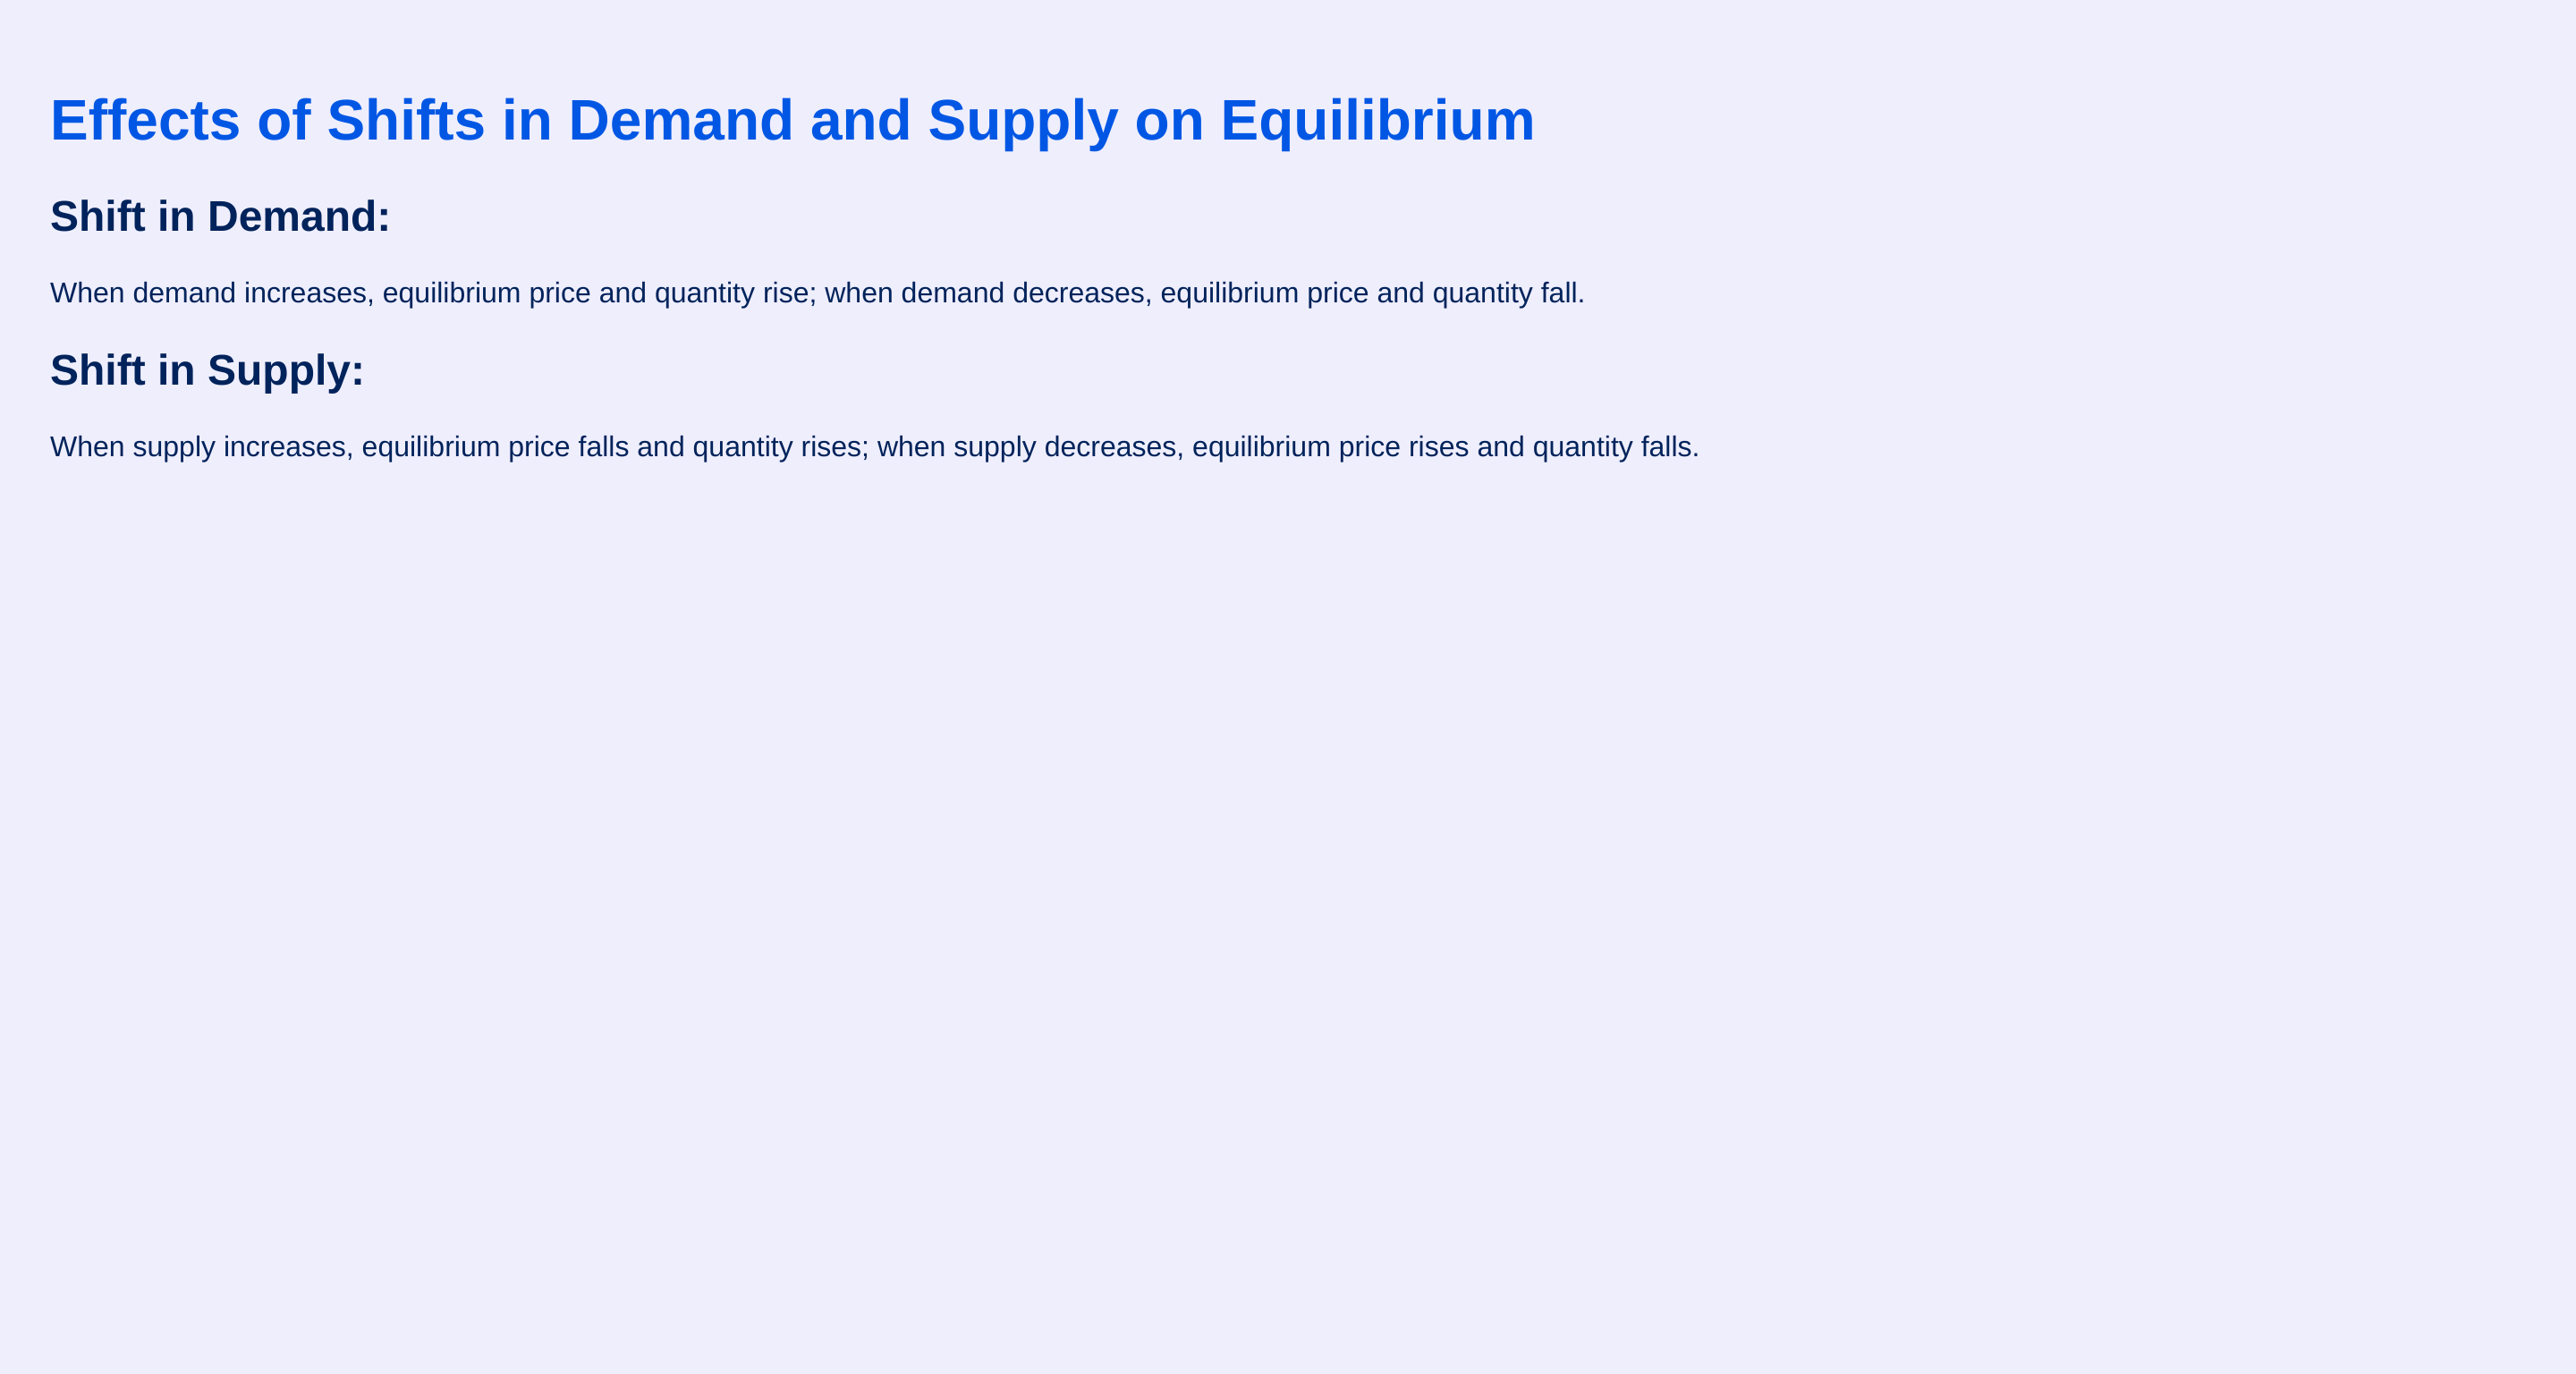 Effects of Shifts in Demand and Supply on Equilibrium
Shift in Demand:
When demand increases, equilibrium price and quantity rise; when demand decreases, equilibrium price and quantity fall.
Shift in Supply:
When supply increases, equilibrium price falls and quantity rises; when supply decreases, equilibrium price rises and quantity falls.